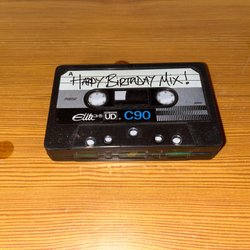 A HAPPY BIRTHDAY MIX!
Elite UD . C90